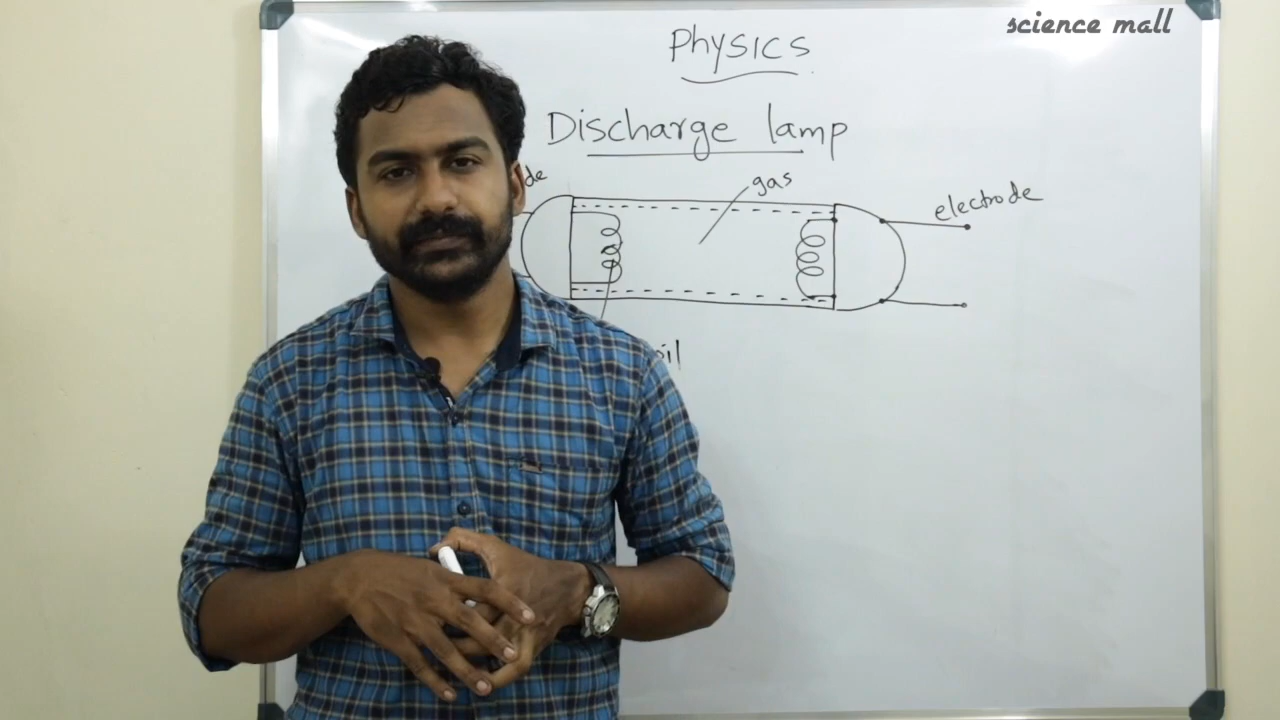 science mall
Physics
Discharge lamp
gas
electrode